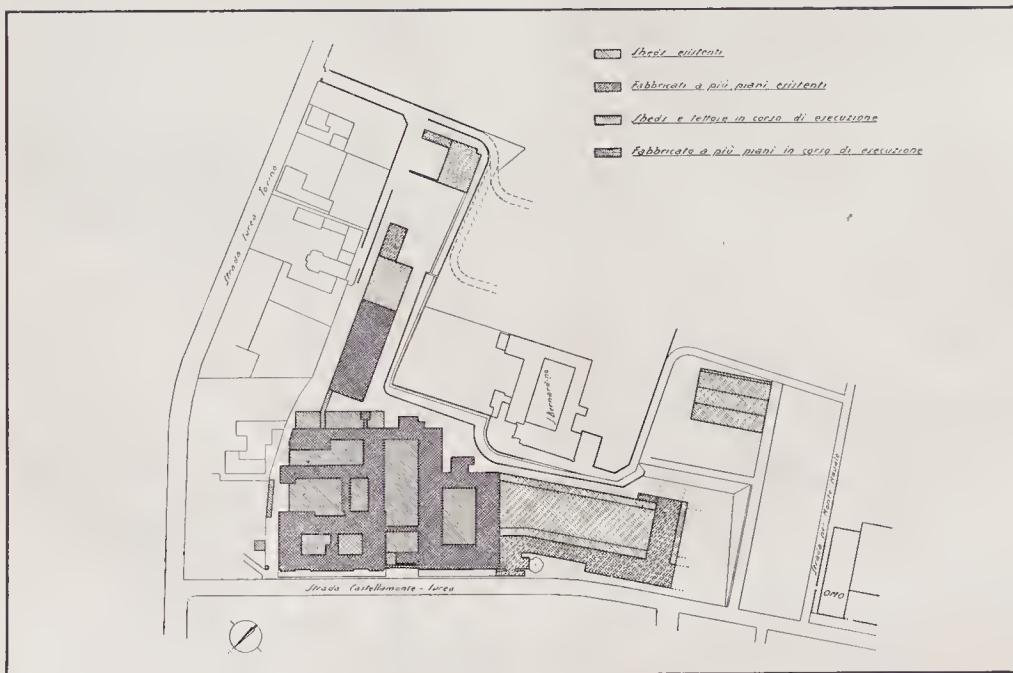 Sheds esistenti
Fabbricati a più piani esistenti
Sheds e tettoie in corso di esecuzione
Fabbricato a più piani in corso di esecuzione
Strada Ivrea Torino
Bernardino
Strada per Monte Navale
OMO
Strada Castellamonte - Ivrea